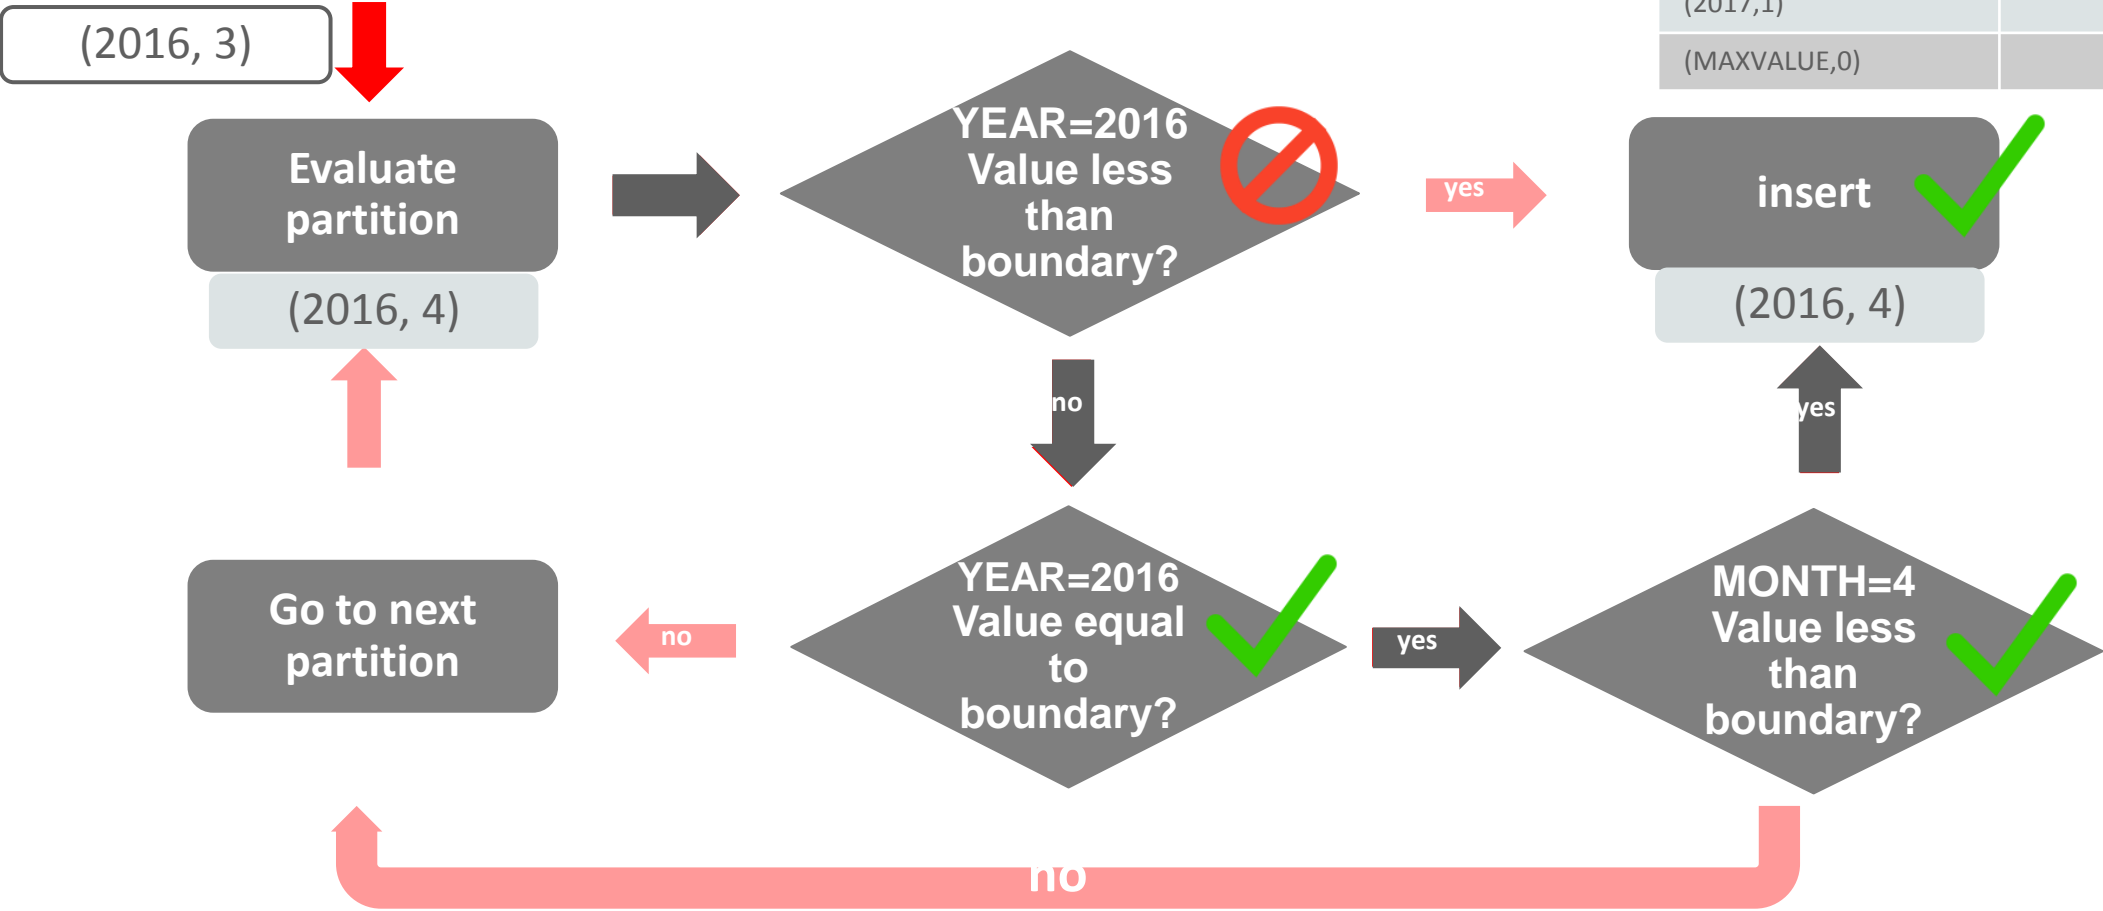 (2017,1)
(2016, 3)
(MAXVALUE,0)
Evaluate
partition
(2016, 4)
YEAR=2016
Value less
than
boundary?
yes
insert
(2016, 4)
no
yes
Go to next
partition
no
YEAR=2016
Value equal
to
boundary?
yes
MONTH=4
Value less
than
boundary?
no